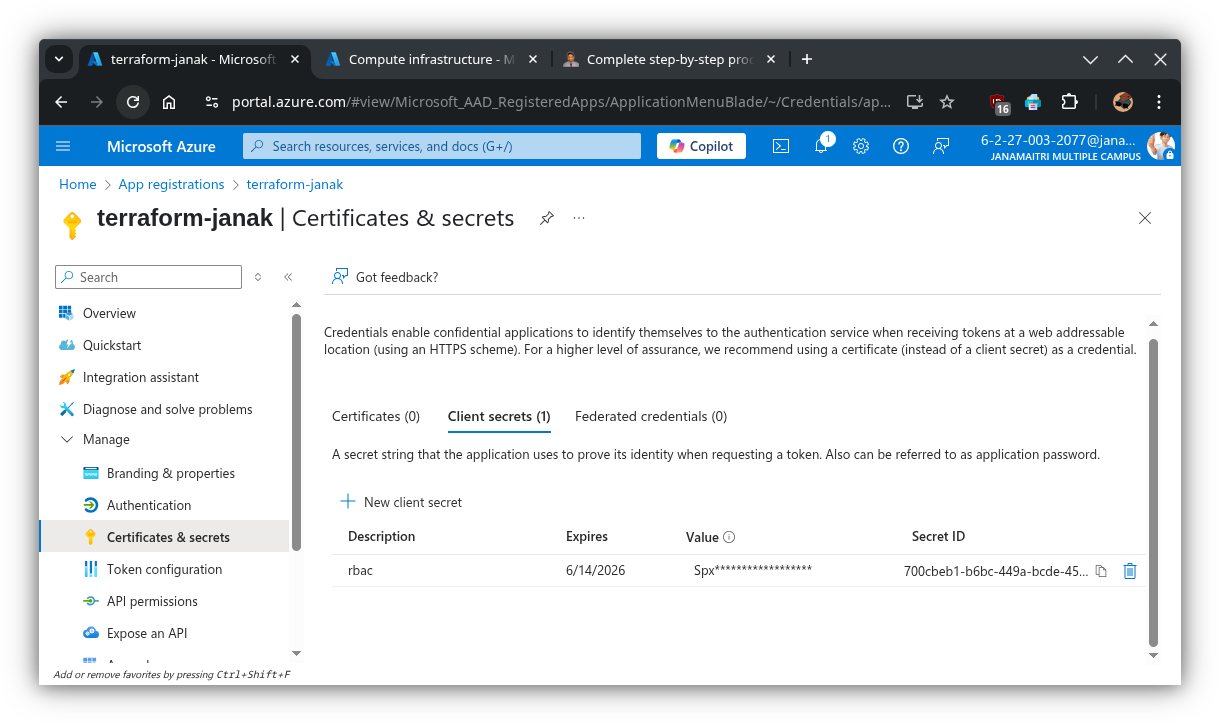 terraform-janak - Microsoft
Compute infrastructure - M
Complete step-by-step pro
portal.azure.com/#view/Microsoft_AAD_RegisteredApps/ApplicationMenuBlade/~/Credentials/ap...
16
Microsoft Azure
Search resources, services, and docs (G+/)
Copilot
1
6-2-27-003-2077@jana...
JANAMAITRI MULTIPLE CAMPUS
Home > App registrations > terraform-janak
terraform-janak | Certificates & secrets
Search
Got feedback?
Overview
Quickstart
Integration assistant
Diagnose and solve problems
Manage
Branding & properties
Authentication
Certificates & secrets
Token configuration
API permissions
Expose an API
Add or remove favorites by pressing Ctrl+Shift+F
Credentials enable confidential applications to identify themselves to the authentication service when receiving tokens at a web addressable
location (using an HTTPS scheme). For a higher level of assurance, we recommend using a certificate (instead of a client secret) as a credential.
Certificates (0) Client secrets (1) Federated credentials (0)
A secret string that the application uses to prove its identity when requesting a token. Also can be referred to as application password.
New client secret
Description Expires Value Secret ID
rbac 6/14/2026 Spx****************** 700cbeb1-b6bc-449a-bcde-45...